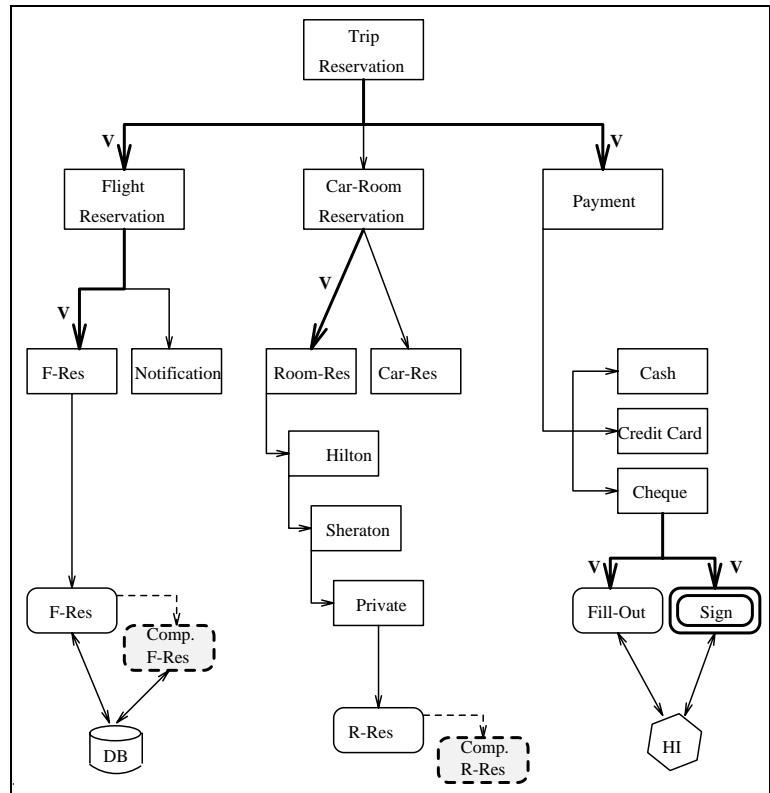 Trip
Reservation
V
V
Flight
Reservation
Car-Room
Reservation
Payment
V
V
F-Res
Notification
Room-Res
Car-Res
Cash
Credit Card
Cheque
Hilton
Sheraton
Private
V
V
F-Res
Comp.
F-Res
Fill-Out
Sign
DB
R-Res
Comp.
R-Res
HI